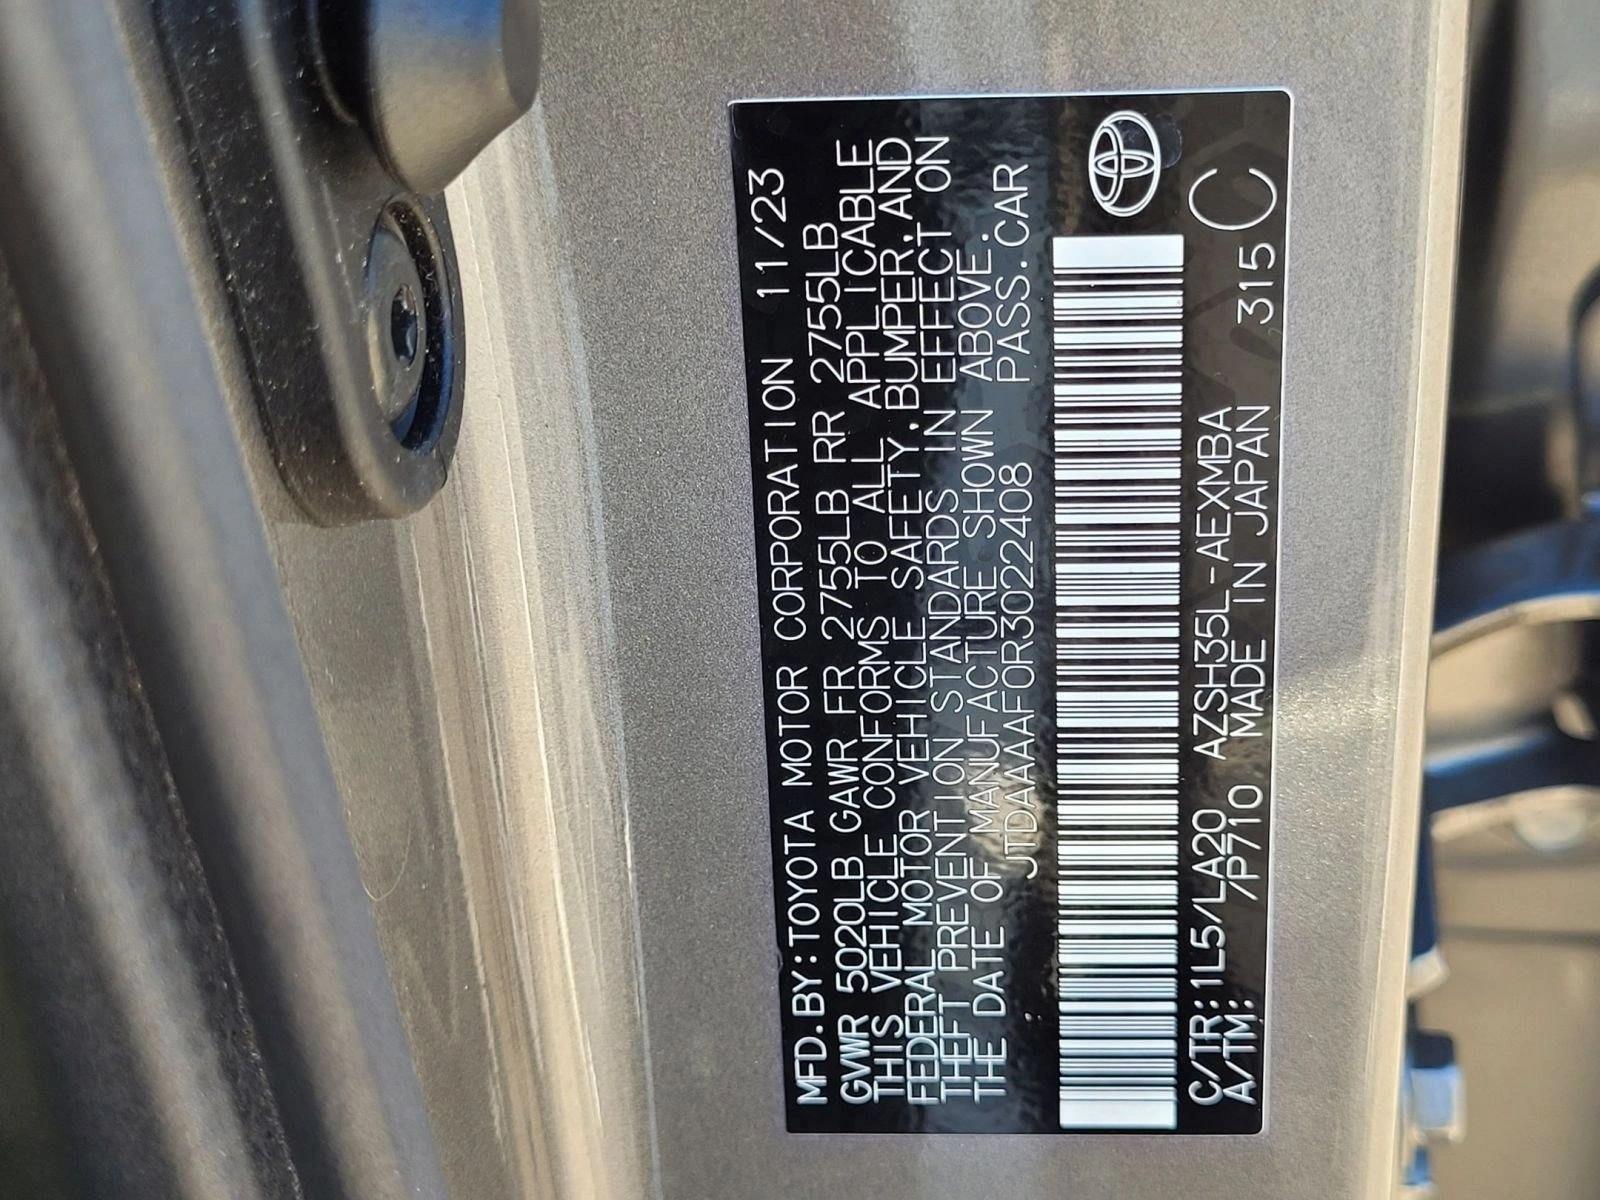 MFD.BY:TOYOTA MOTOR CORPORATION 11/23
GVWR 5020LB GAWR FR 2755LB RR 2755LB
THIS VEHICLE CONFORMS TO ALL APPLICABLE
FEDERAL MOTOR VEHICLE SAFETY,BUMPER,AND
THEFT PREVENTION STANDARDS IN EFFECT ON
THE DATE OF MANUFACTURE SHOWN ABOVE.
JTDAAAAF0R3022408 PASS.CAR
C/TR:1L5/LA20 AZSH35L-AEXMBA C
A/TM: /P710 MADE IN JAPAN 315